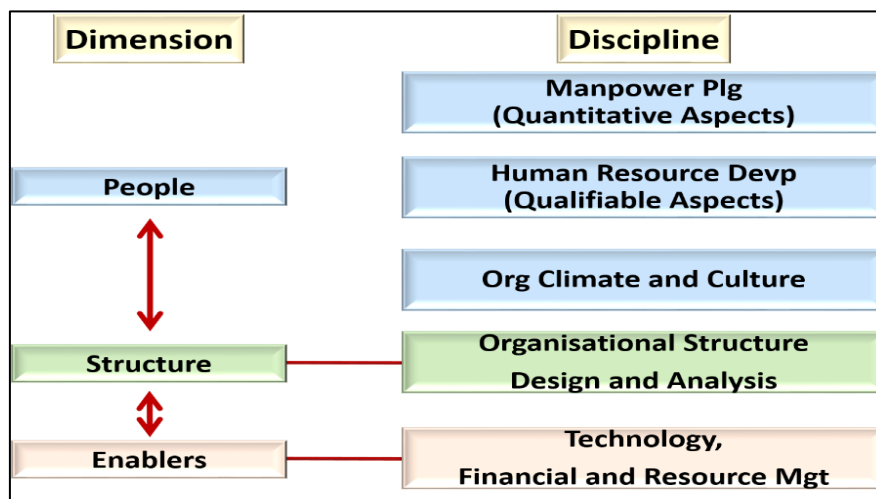 Dimension
Discipline
Manpower Plg
(Quantitative Aspects)
People
Human Resource Devp
(Qualifiable Aspects)
Org Climate and Culture
Structure
Organisational Structure
Design and Analysis
Enablers
Technology,
Financial and Resource Mgt